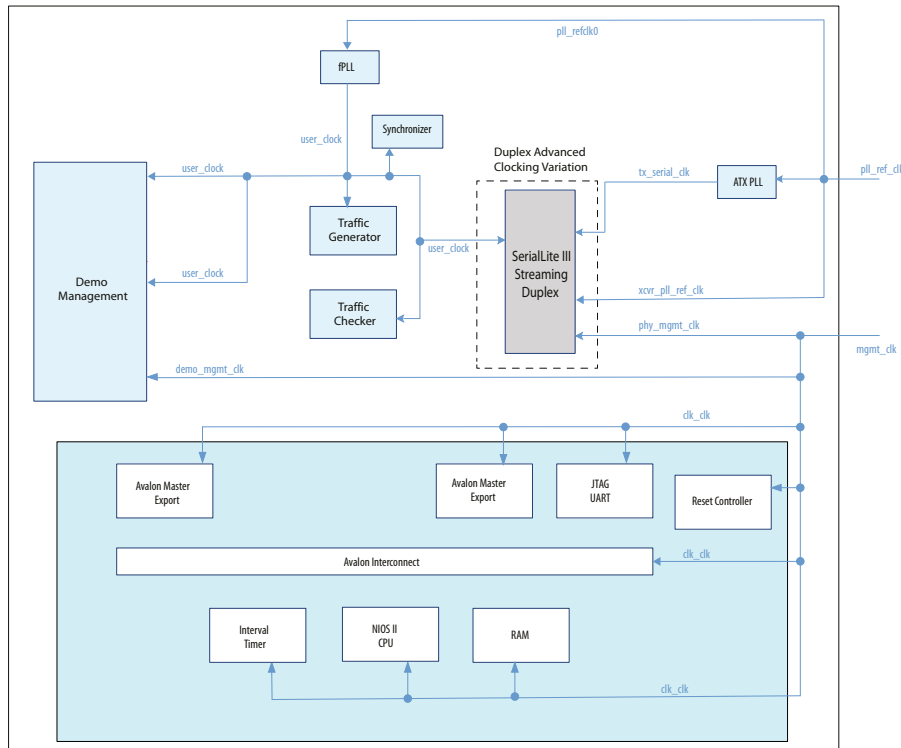 pll_refclk0
fPLL
Synchronizer
user_clock
Duplex Advanced
Clocking Variation
user_clock
tx_serial_clk
ATX PLL
pll_ref_clk
Traffic
Generator
user_clock
SerialLite III
Streaming
Duplex
user_clock
Demo
Management
xcvr_pll_ref_clk
Traffic
Checker
phy_mgmt_clk
mgmt_clk
demo_mgmt_clk
clk_clk
Avalon Master
Export
Avalon Master
Export
JTAG
UART
Reset Controller
clk_clk
Avalon Interconnect
Interval
Timer
NIOS II
CPU
RAM
clk_clk